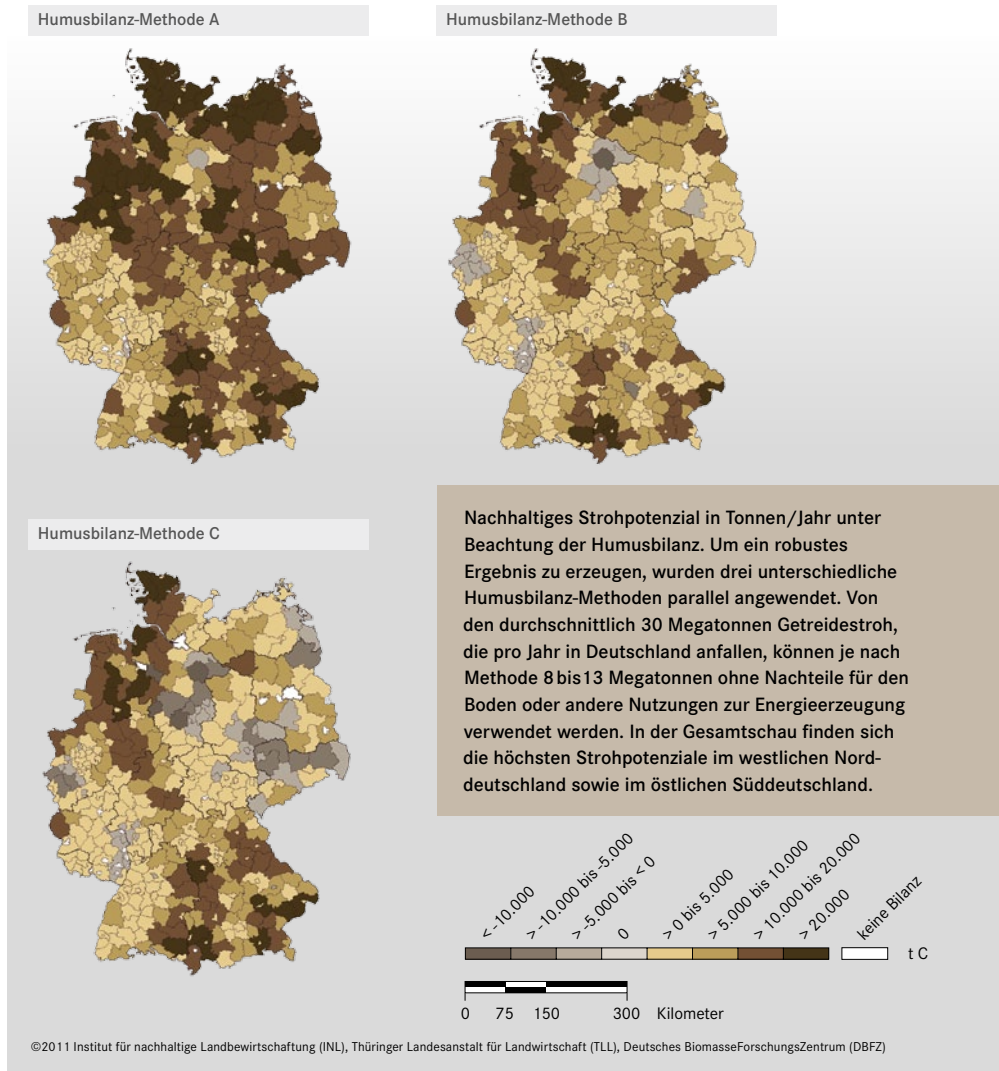 Humusbilanz-Methode A
Humusbilanz-Methode B
Humusbilanz-Methode C
Nachhaltiges Strohpotenzial in Tonnen/Jahr unter
Beachtung der Humusbilanz. Um ein robustes
Ergebnis zu erzeugen, wurden drei unterschiedliche
Humusbilanz-Methoden parallel angewendet. Von
den durchschnittlich 30 Megatonnen Getreidestroh,
die pro Jahr in Deutschland anfallen, können je nach
Methode 8 bis 13 Megatonnen ohne Nachteile für den
Boden oder andere Nutzungen zur Energieerzeugung
verwendet werden. In der Gesamtschau finden sich
die höchsten Strohpotenziale im westlichen Nord-
deutschland sowie im östlichen Süddeutschland.
< -10.000
> -10.000 bis -5.000
> -5.000 bis < 0
0
> 0 bis 5.000
> 5.000 bis 10.000
> 10.000 bis 20.000
> 20.000
keine Bilanz
t C
0 75 150 300 Kilometer
©2011 Institut für nachhaltige Landbewirtschaftung (INL), Thüringer Landesanstalt für Landwirtschaft (TLL), Deutsches BiomasseForschungsZentrum (DBFZ)